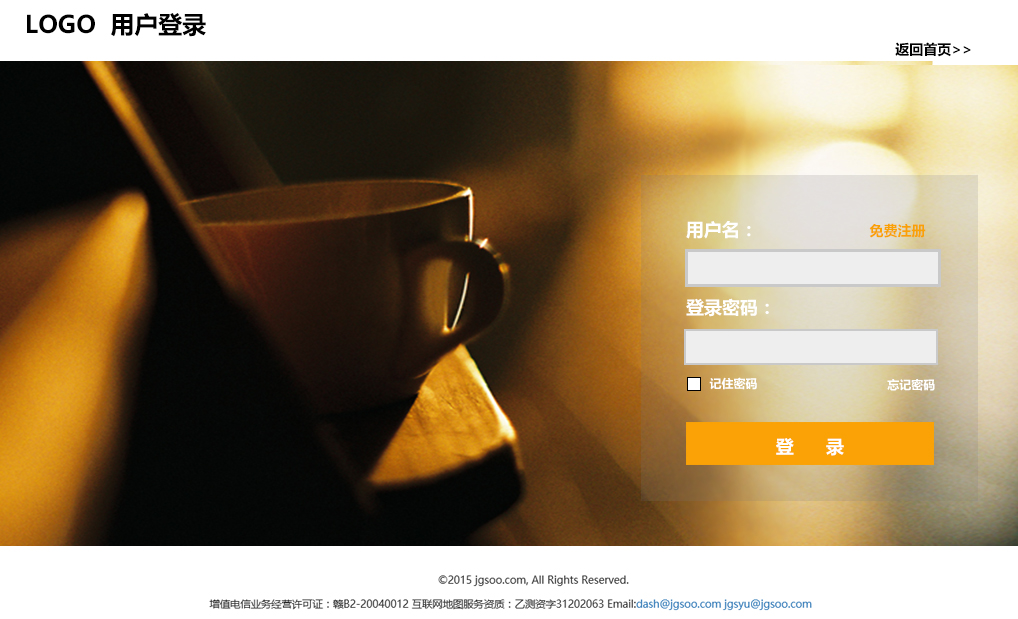 LOGO 用户登录
返回首页>>
用户名： 免费注册
登录密码：
记住密码 忘记密码
登 录
©2015 jgsoo.com, All Rights Reserved.
增值电信业务经营许可证：赣B2-20040012 互联网地图服务资质：乙测资字31202063 Email:dash@jgsoo.com jgsyu@jgsoo.com